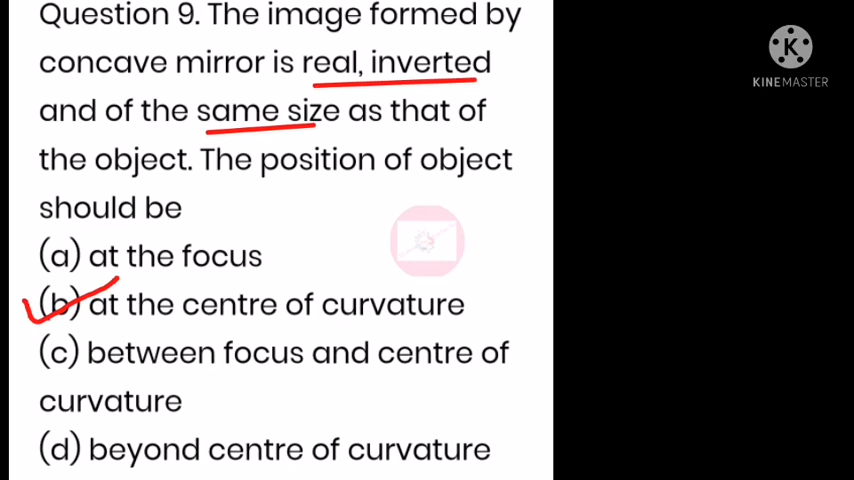 Question 9. The image formed by
concave mirror is real, inverted
and of the same size as that of
the object. The position of object
should be
(a) at the focus
(b) at the centre of curvature
(c) between focus and centre of
curvature
(d) beyond centre of curvature
K
KINEMASTER